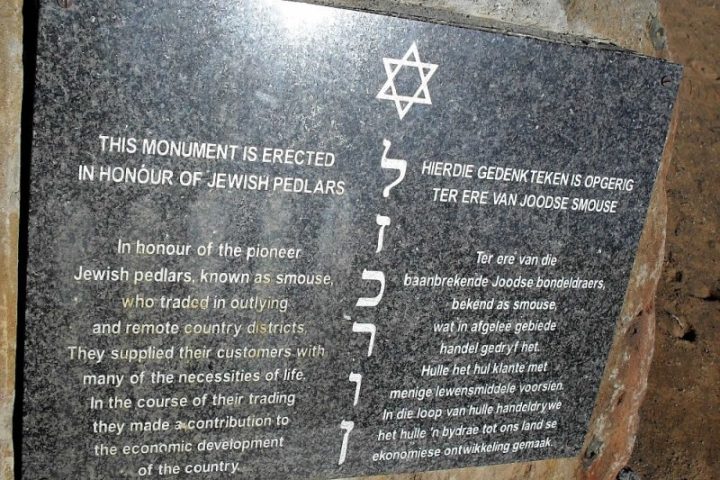 THIS MONUMENT IS ERECTED
IN HONOUR OF JEWISH PEDLARS
In honour of the pioneer
Jewish pedlars, known as smouse,
who traded in outlying
and remote country districts.
They supplied their customers with
many of the necessities of life.
In the course of their trading
they made a contribution to
the economic development
of the country.
לזכרון
HIERDIE GEDENKTEKEN IS OPGERIG
TER ERE VAN JOODSE SMOUSE
Ter ere van die
baanbrekende Joodse bondeldraers,
bekend as smouse,
wat in afgelee gebiede
handel gedryf het.
Hulle het hul klante met
menige lewensmiddele voorsien.
In die loop van hulle handeldrywe
het hulle 'n bydrae tot ons land se
ekonomiese ontwikkeling gemaak.